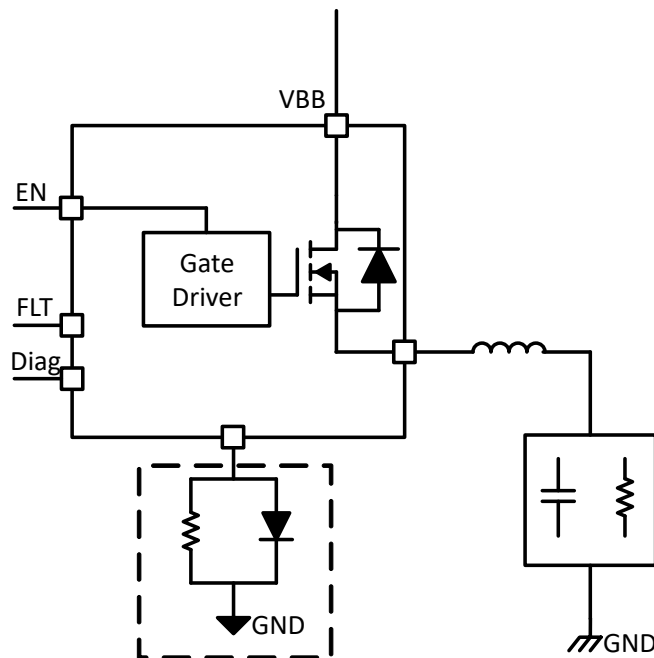 VBB
EN
Gate
Driver
FLT
Diag
GND
GND